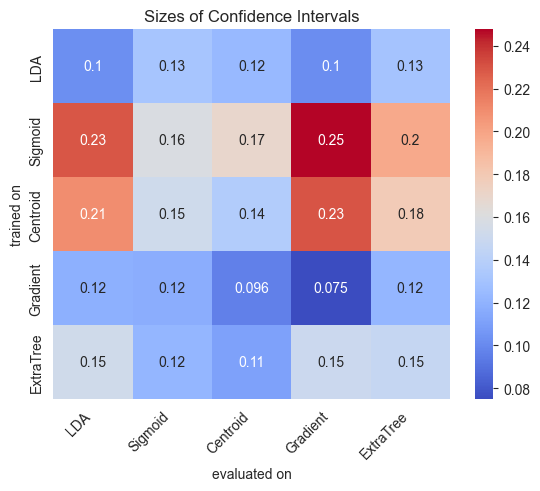 Sizes of Confidence Intervals
LDA 0.1 0.13 0.12 0.1 0.13
Sigmoid 0.23 0.16 0.17 0.25 0.2
Centroid 0.21 0.15 0.14 0.23 0.18
Gradient 0.12 0.12 0.096 0.075 0.12
ExtraTree 0.15 0.12 0.11 0.15 0.15
trained on
LDA Sigmoid Centroid Gradient ExtraTree
evaluated on
0.24
0.22
0.20
0.18
0.16
0.14
0.12
0.10
0.08